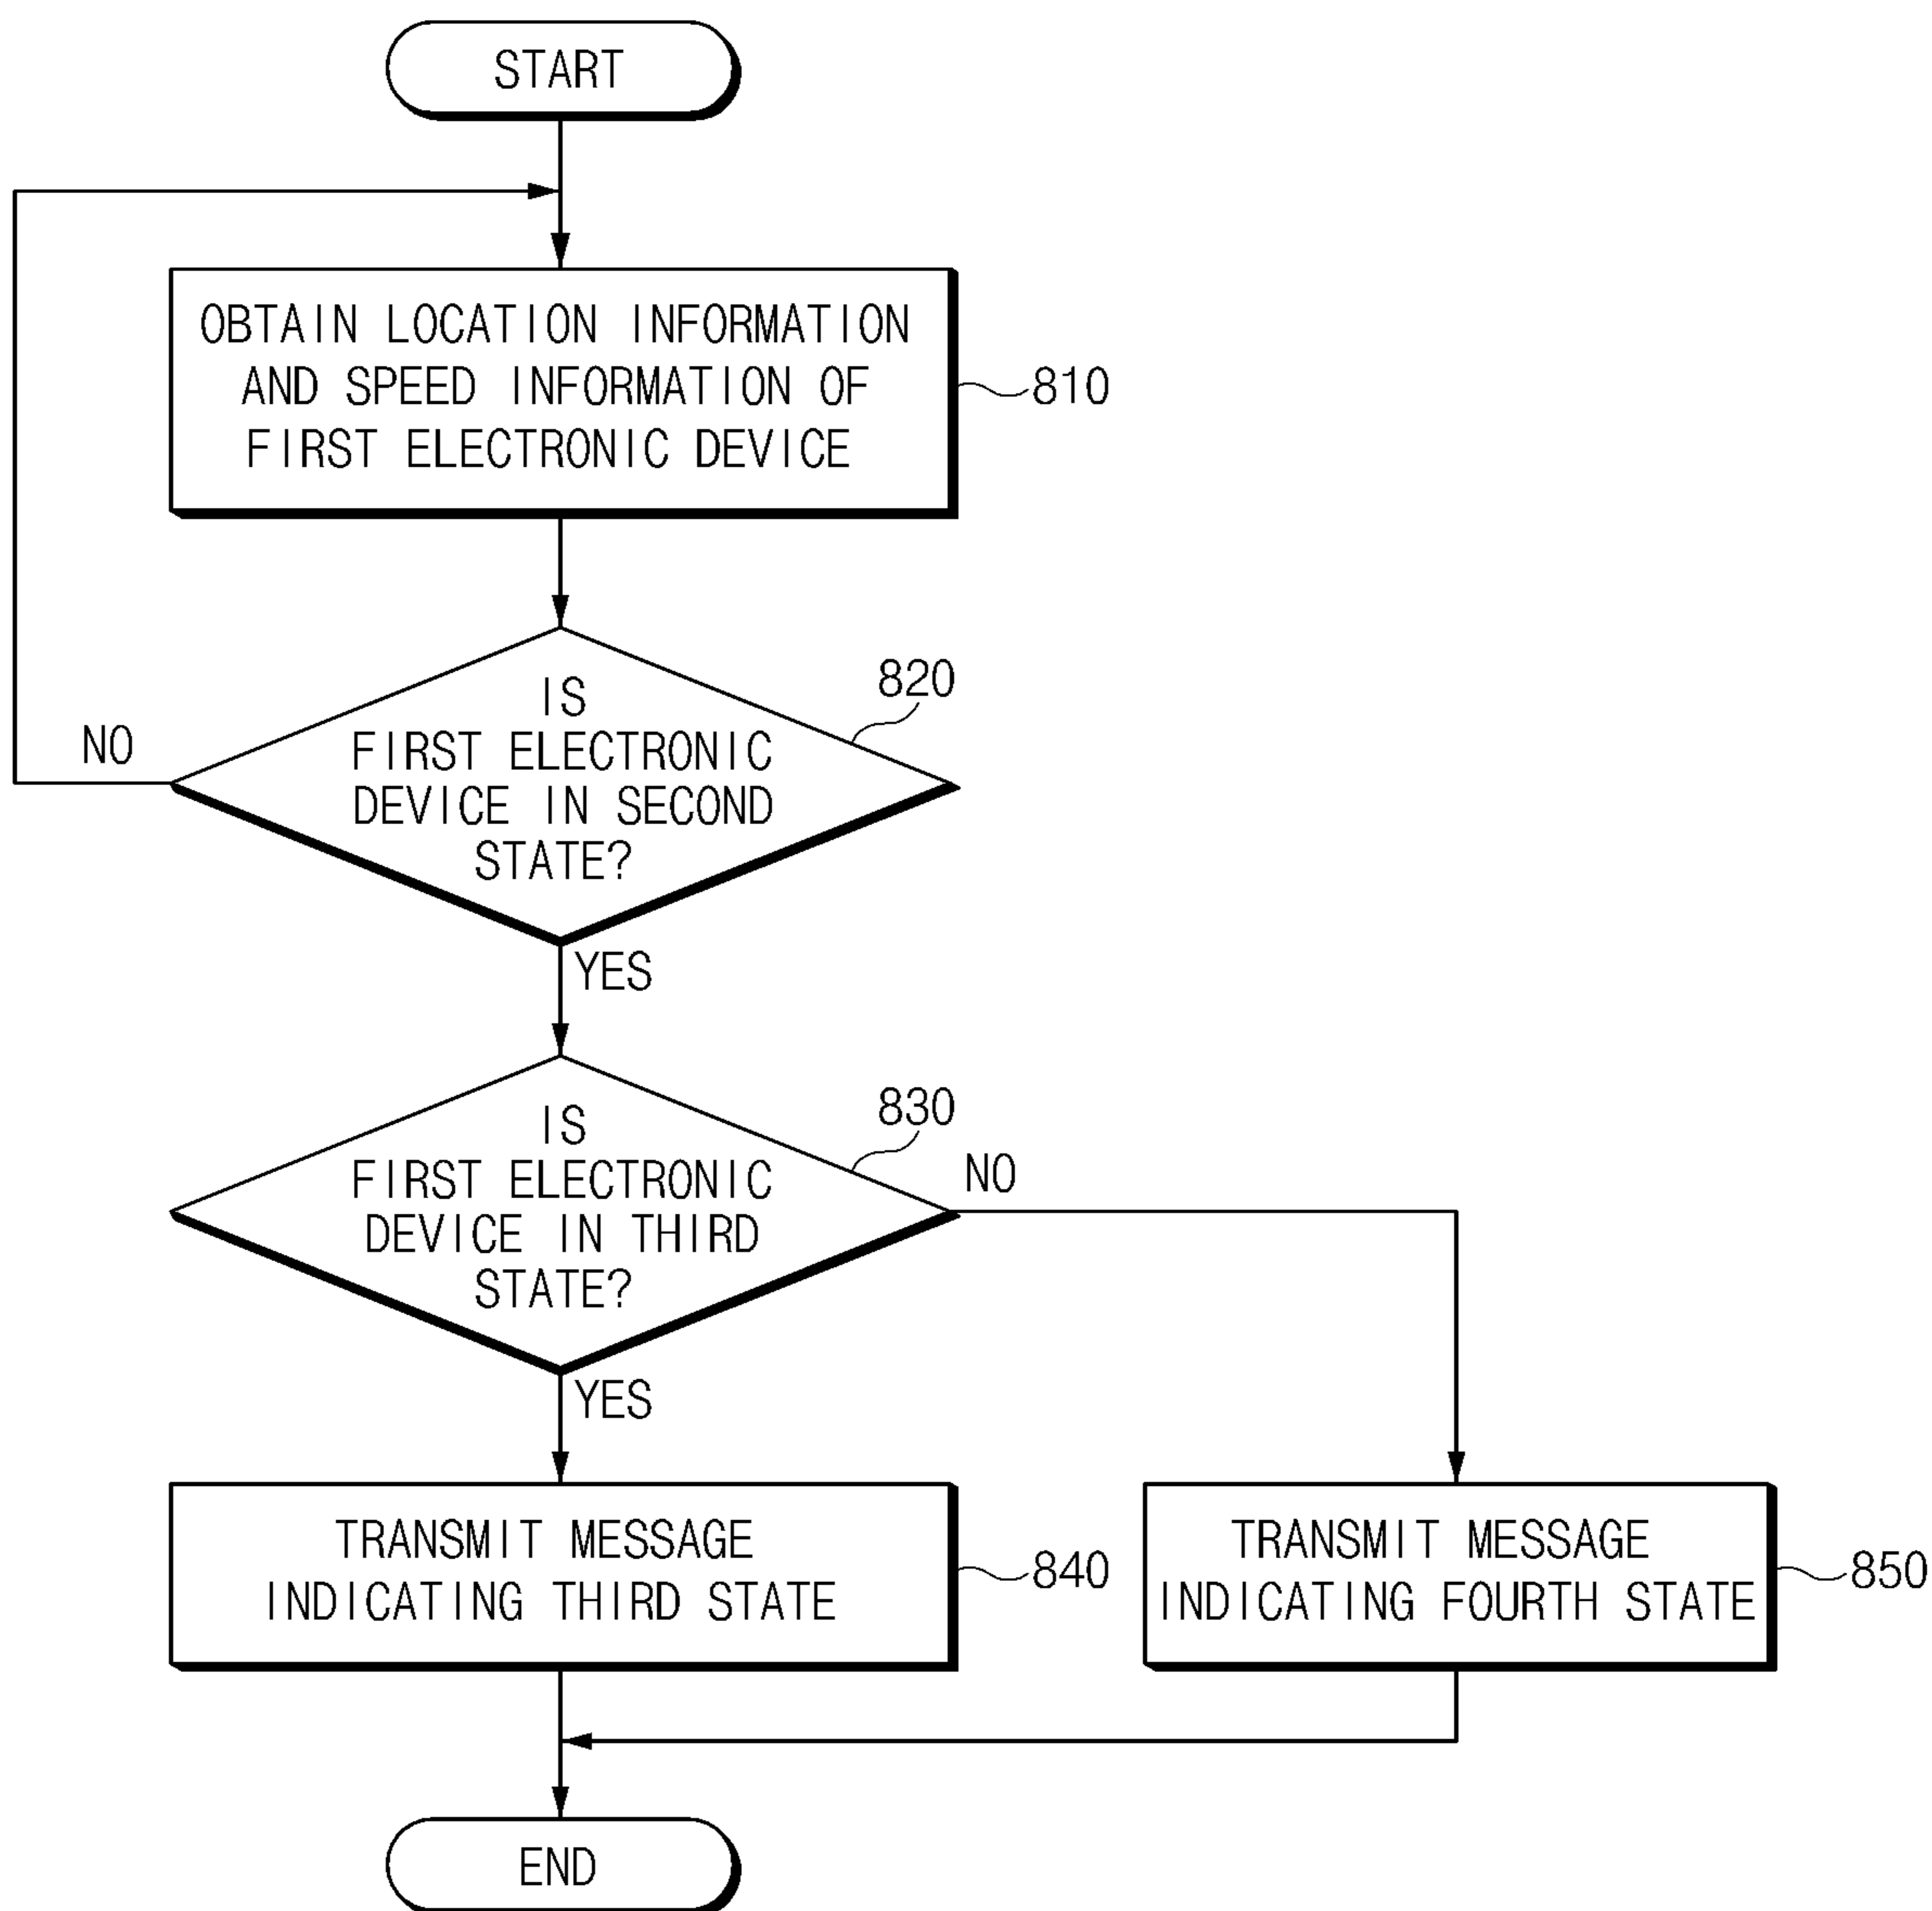 START
OBTAIN LOCATION INFORMATION
AND SPEED INFORMATION OF
FIRST ELECTRONIC DEVICE
810
820
IS
FIRST ELECTRONIC
DEVICE IN SECOND
STATE?
NO
YES
830
IS
FIRST ELECTRONIC
DEVICE IN THIRD
STATE?
NO
YES
TRANSMIT MESSAGE
INDICATING THIRD STATE
840
TRANSMIT MESSAGE
INDICATING FOURTH STATE
850
END